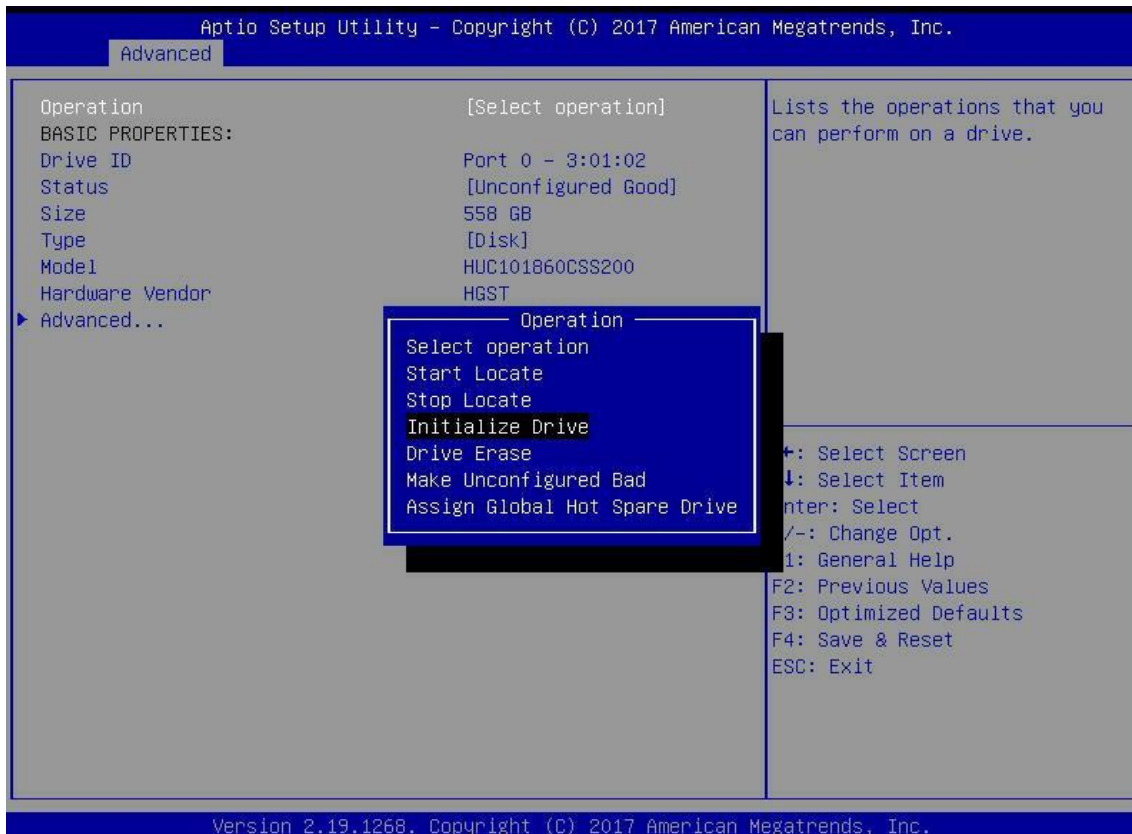 Aptio Setup Utility – Copyright (C) 2017 American Megatrends, Inc.
Advanced
Operation [Select operation]
BASIC PROPERTIES:
Drive ID Port 0 – 3:01:02
Status [Unconfigured Good]
Size 558 GB
Type [Disk]
Model HUC101860CSS200
Hardware Vendor HGST
Advanced...
Lists the operations that you
can perform on a drive.
Operation
Select operation
Start Locate
Stop Locate
Initialize Drive
Drive Erase
Make Unconfigured Bad
Assign Global Hot Spare Drive
: Select Screen
: Select Item
nter: Select
/-: Change Opt.
1: General Help
F2: Previous Values
F3: Optimized Defaults
F4: Save & Reset
ESC: Exit
Version 2.19.1268. Copyright (C) 2017 American Megatrends, Inc.